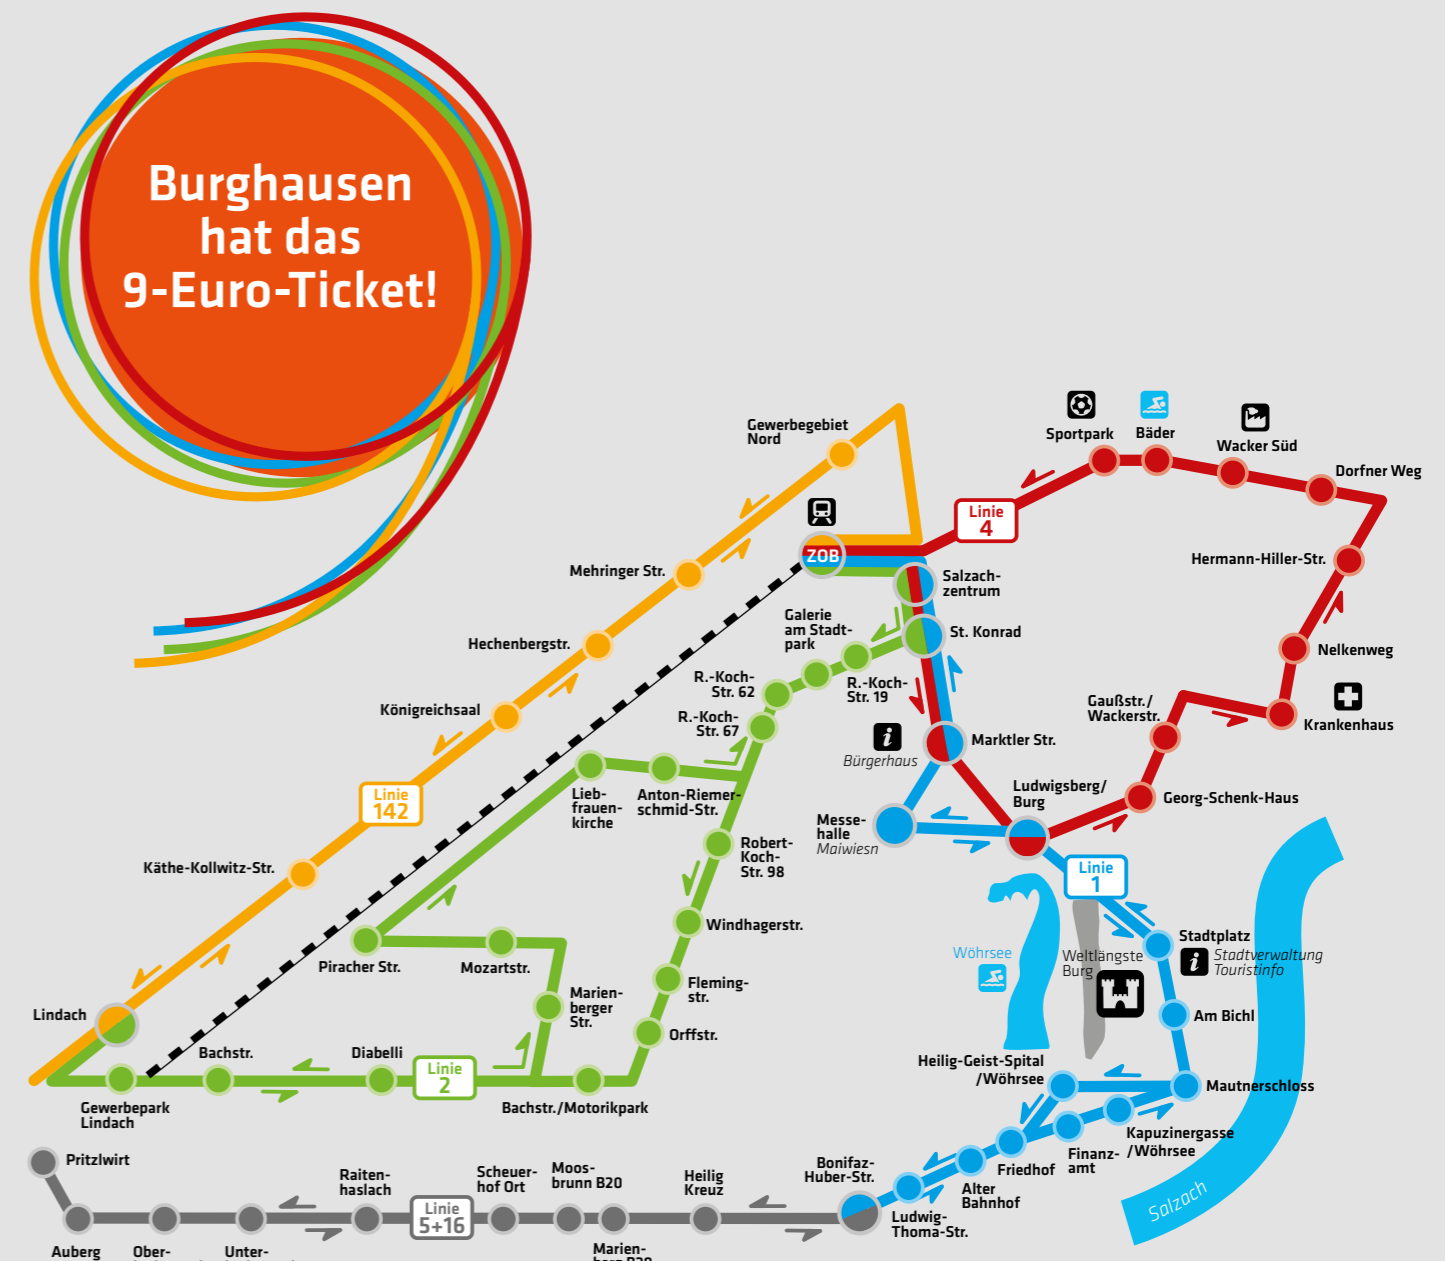 Burghausen
hat das
9-Euro-Ticket!
Gewerbegebiet
Nord
Mehringer Str.
Hechenbergstr.
Königreichsaal
Linie
142
Käthe-Kollwitz-Str.
Lindach
ZOB
Sportpark
Bäder
Wacker Süd
Dorfner Weg
Linie
4
Hermann-Hiller-Str.
Nelkenweg
Krankenhaus
Gaußstr./
Wackerstr.
Georg-Schenk-Haus
Ludwigsberg/
Burg
Salzach-
zentrum
St. Konrad
Galerie
am Stadt-
park
R.-Koch-
Str. 19
R.-Koch-
Str. 62
R.-Koch-
Str. 67
Marktler Str.
Bürgerhaus
Messe-
halle
Maiwiesn
Lieb-
frauen-
kirche
Anton-Riemer-
schmid-Str.
Robert-
Koch-
Str. 98
Windhagerstr.
Fleming-
str.
Orffstr.
Piracher Str.
Mozartstr.
Marien-
berger
Str.
Bachstr.
Diabelli
Linie
2
Gewerbepark
Lindach
Bachstr./Motorikpark
Linie
1
Wöhrsee
Weltlängste
Burg
Stadtplatz
Stadtverwaltung
Touristinfo
Am Bichl
Heilig-Geist-Spital
/Wöhrsee
Mautnerschloss
Kapuzinergasse
/Wöhrsee
Finanz-
amt
Friedhof
Alter
Bahnhof
Ludwig-
Thoma-Str.
Bonifaz-
Huber-Str.
Salzach
Pritzlwirt
Auberg
Ober-
Unter-
Raiten-
haslach
Linie
5+16
Scheuer-
hof Ort
Moos-
brunn B20
Marien-
Heilig
Kreuz